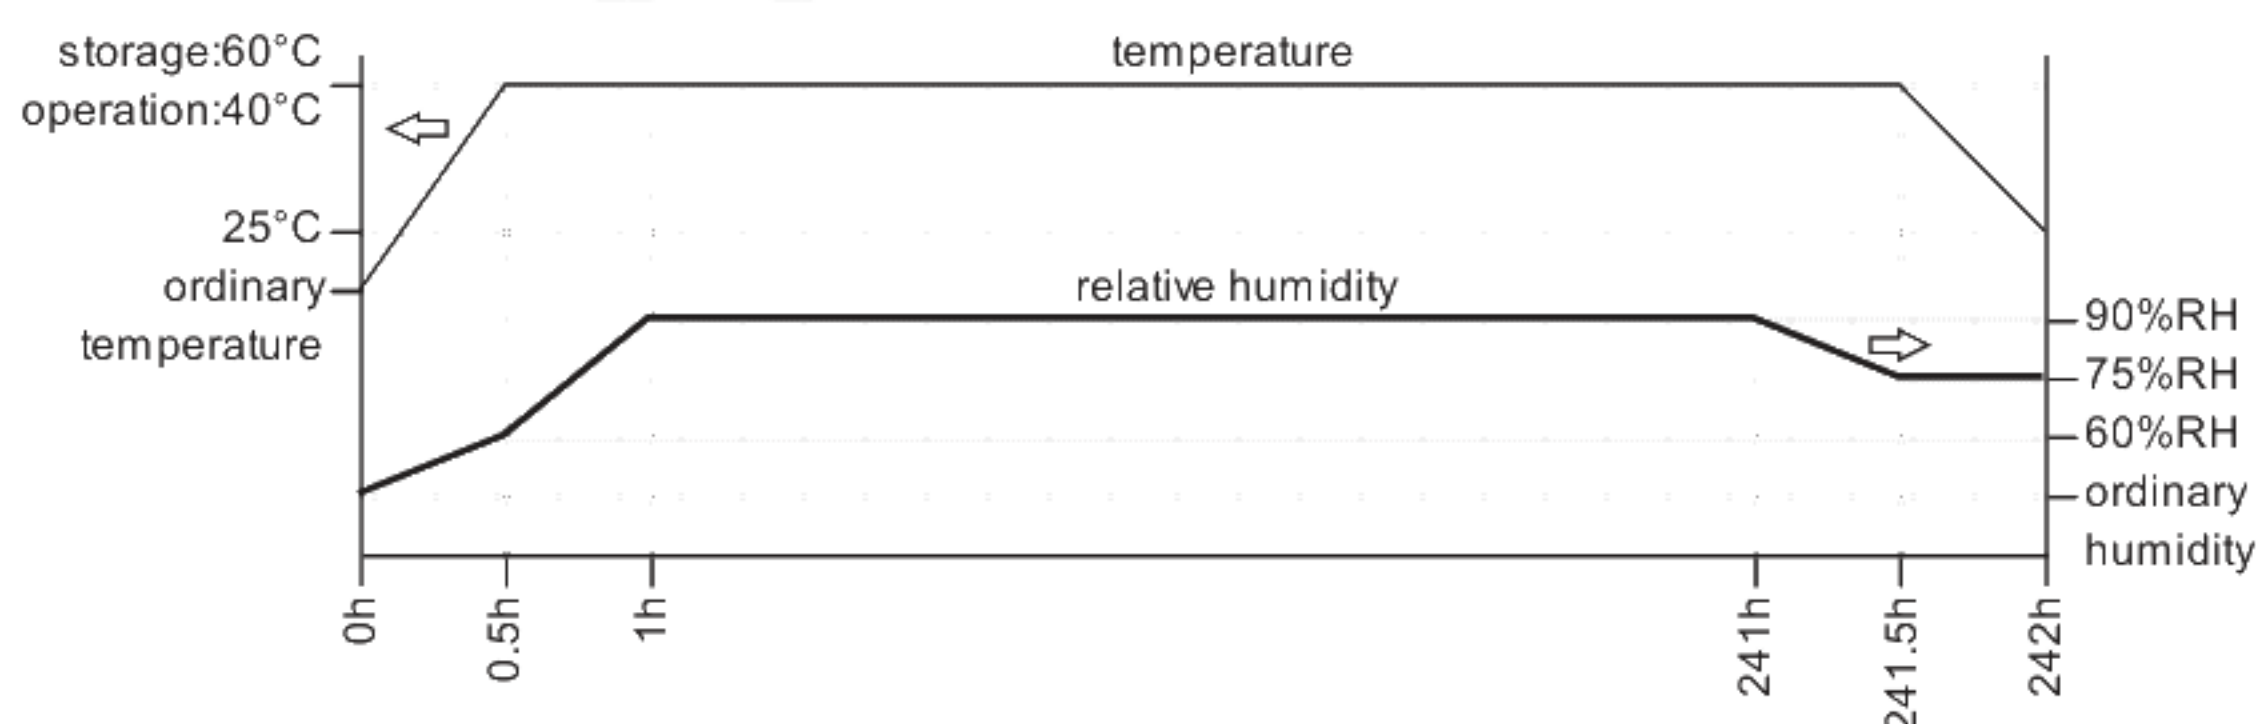 storage:60°C
operation:40°C
temperature
25°C
ordinary
temperature
relative humidity
90%RH
75%RH
60%RH
ordinary
humidity
0h
0.5h
1h
241h
241.5h
242h